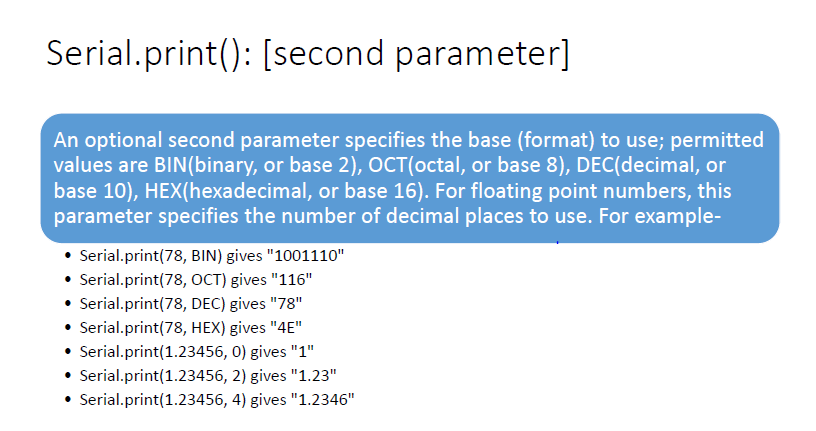 Serial.print(): [second parameter]
An optional second parameter specifies the base (format) to use; permitted
values are BIN(binary, or base 2), OCT(octal, or base 8), DEC(decimal, or
base 10), HEX(hexadecimal, or base 16). For floating point numbers, this
parameter specifies the number of decimal places to use. For example-
• Serial.print(78, BIN) gives "1001110"
• Serial.print(78, OCT) gives "116"
• Serial.print(78, DEC) gives "78"
• Serial.print(78, HEX) gives "4E"
• Serial.print(1.23456, 0) gives "1"
• Serial.print(1.23456, 2) gives "1.23"
• Serial.print(1.23456, 4) gives "1.2346"